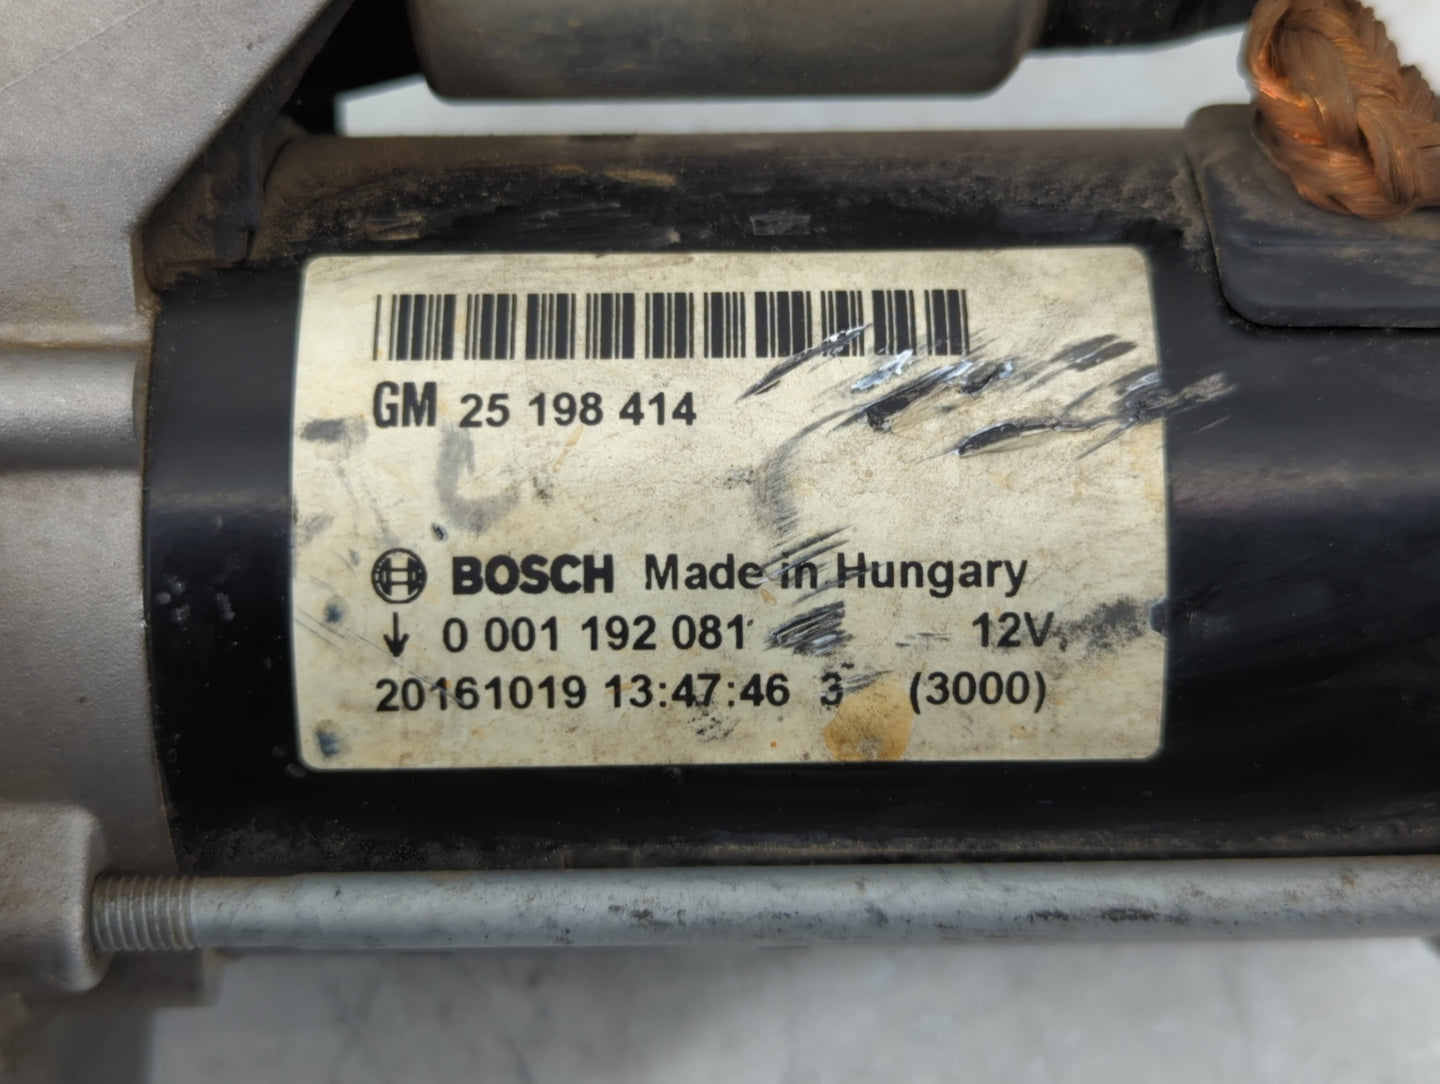 GM 25 198 414
BOSCH Made in Hungary
0 001 192 081 12V
20161019 13:47:46 3 (3000)